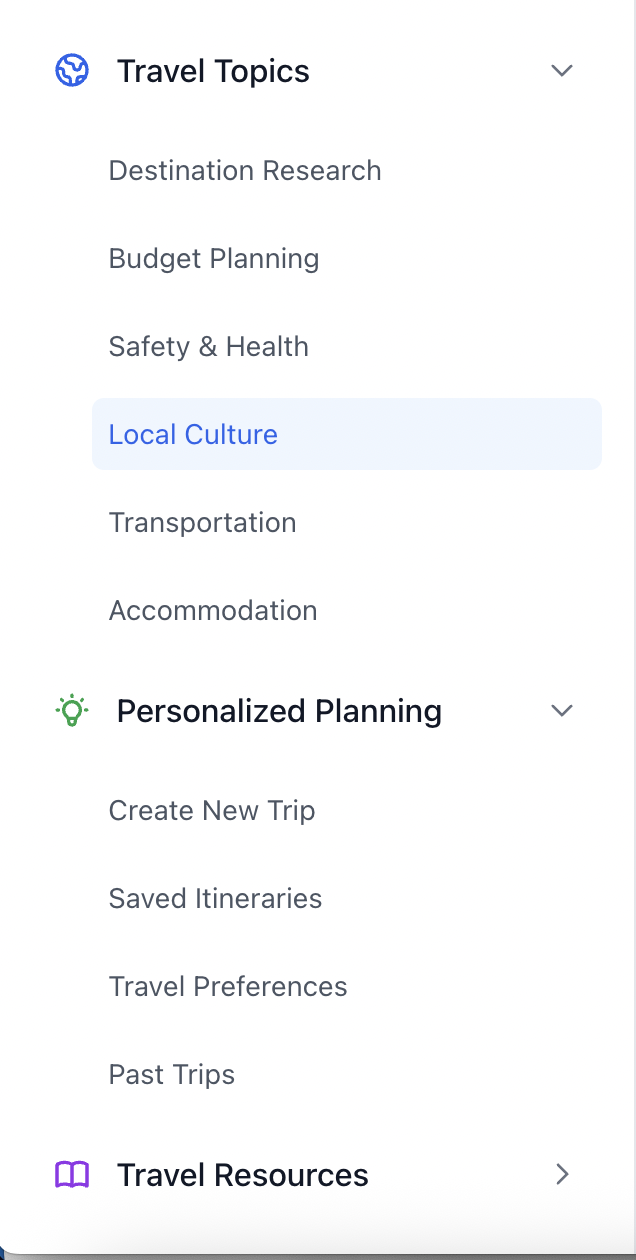 Travel Topics
Destination Research
Budget Planning
Safety & Health
Local Culture
Transportation
Accommodation
Personalized Planning
Create New Trip
Saved Itineraries
Travel Preferences
Past Trips
Travel Resources